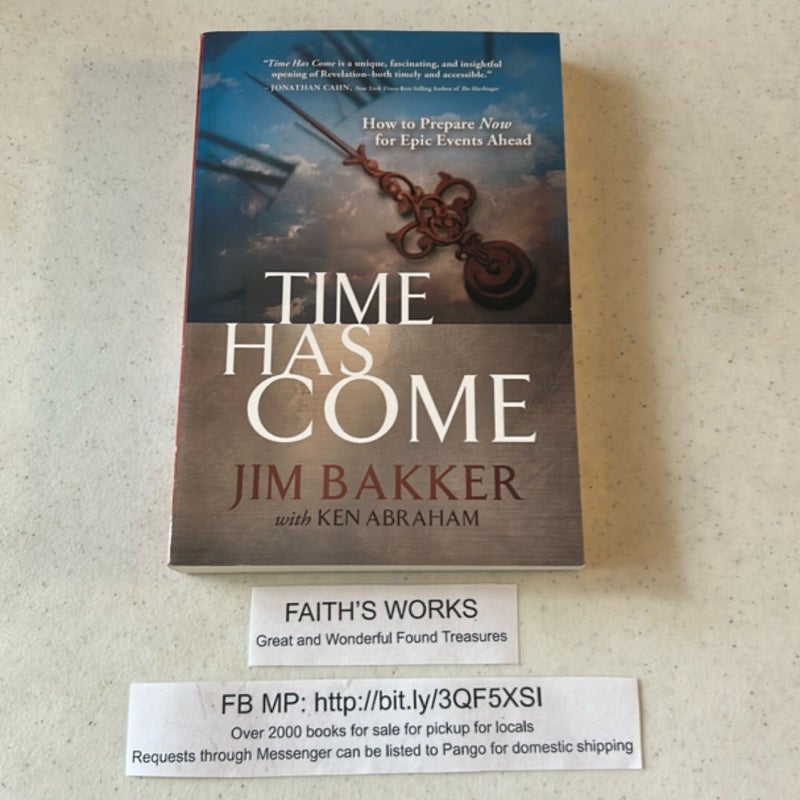 "Time Has Come is a unique, fascinating, and insightful
opening of Revelation–both timely and accessible."
– JONATHAN CAHN, New York Times Best-Selling Author of The Harbinger
How to Prepare Now
for Epic Events Ahead
TIME
HAS
COME
JIM BAKKER
with KEN ABRAHAM
FAITH'S WORKS
Great and Wonderful Found Treasures
FB MP: http://bit.ly/3QF5XSI
Over 2000 books for sale for pickup for locals
Requests through Messenger can be listed to Pango for domestic shipping